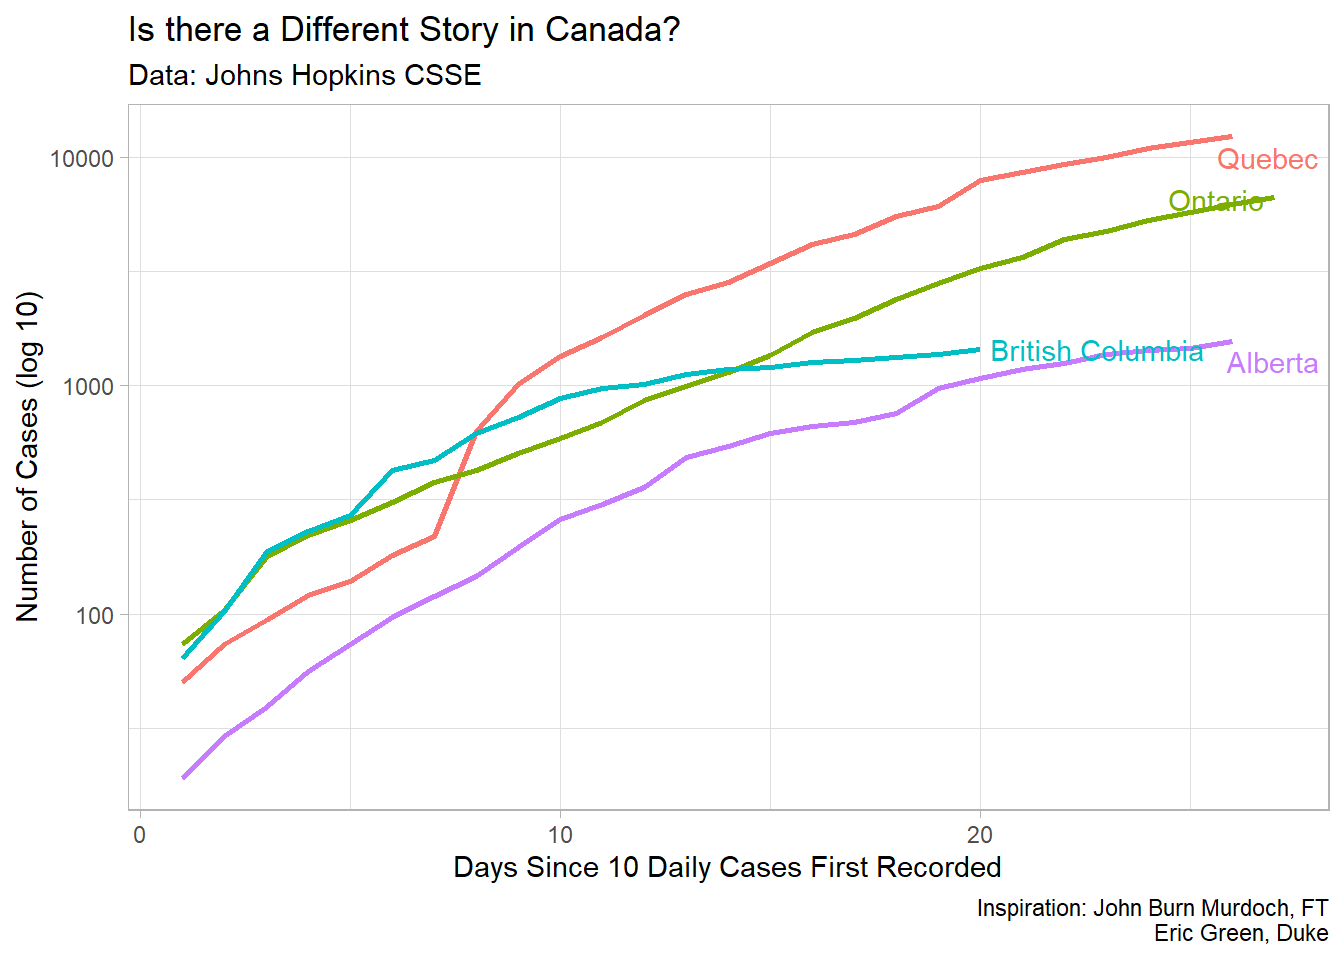 Is there a Different Story in Canada?
Data: Johns Hopkins CSSE
10000
1000
100
Number of Cases (log 10)
Quebec
Ontario
British Columbia
Alberta
0 10 20
Days Since 10 Daily Cases First Recorded
Inspiration: John Burn Murdoch, FT
Eric Green, Duke